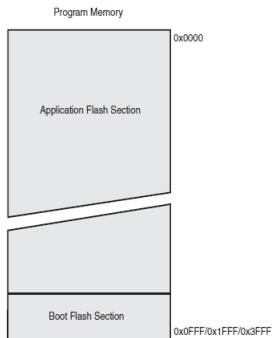 Program Memory
0x0000
Application Flash Section
Boot Flash Section
0x0FFF/0x1FFF/0x3FFF